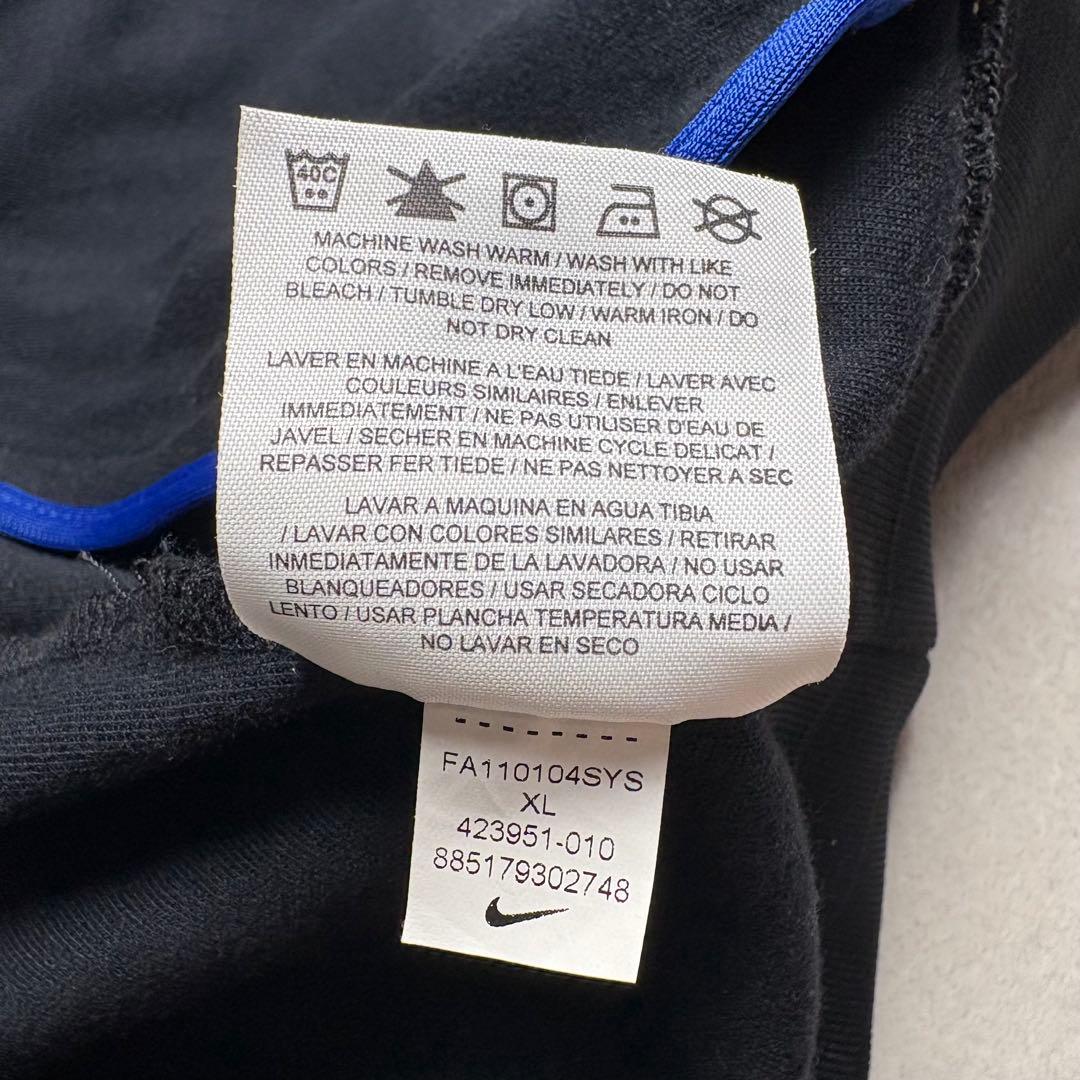 40C
MACHINE WASH WARM / WASH WITH LIKE
COLORS / REMOVE IMMEDIATELY / DO NOT
BLEACH / TUMBLE DRY LOW / WARM IRON / DO
NOT DRY CLEAN
LAVER EN MACHINE A L'EAU TIEDE / LAVER AVEC
COULEURS SIMILAIRES / ENLEVER
IMMEDIATEMENT / NE PAS UTILISER D'EAU DE
JAVEL / SECHER EN MACHINE CYCLE DELICAT /
REPASSER FER TIEDE / NE PAS NETTOYER A SEC
LAVAR A MAQUINA EN AGUA TIBIA
/ LAVAR CON COLORES SIMILARES / RETIRAR
INMEDIATAMENTE DE LA LAVADORA / NO USAR
BLANQUEADORES / USAR SECADORA CICLO
LENTO / USAR PLANCHA TEMPERATURA MEDIA /
NO LAVAR EN SECO
FA110104SYS
XL
423951-010
885179302748